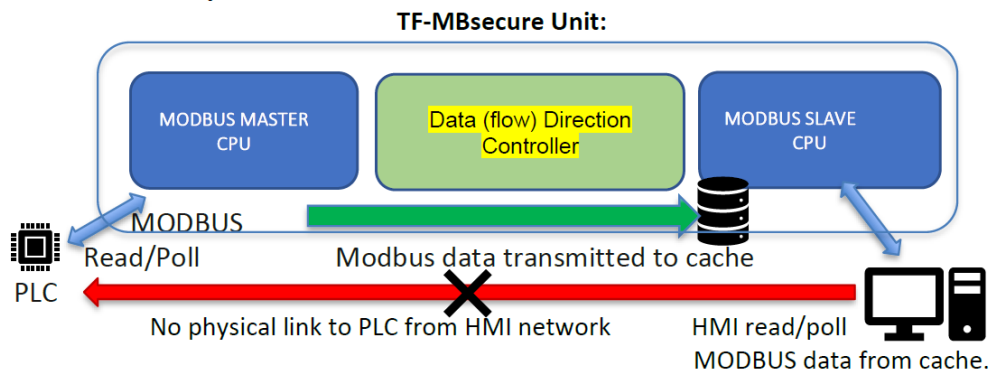 TF-MBsecure Unit:
MODBUS MASTER
CPU
Data (flow) Direction
Controller
MODBUS SLAVE
CPU
MODBUS
Read/Poll
Modbus data transmitted to cache
PLC
No physical link to PLC from HMI network
HMI read/poll
MODBUS data from cache.